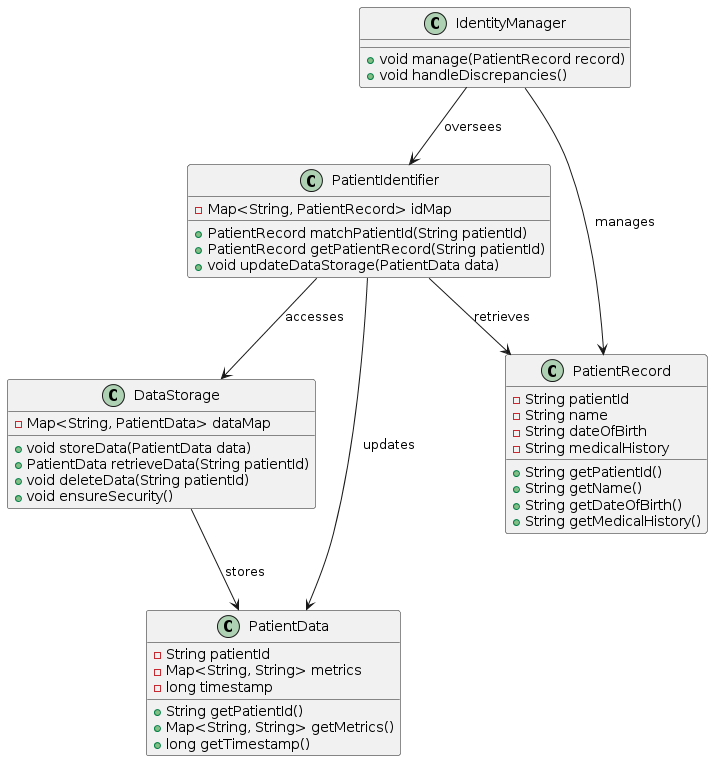 C IdentityManager
void manage(PatientRecord record)
void handleDiscrepancies()
oversees
manages
C PatientIdentifier
Map<String, PatientRecord> idMap
PatientRecord matchPatientId(String patientId)
PatientRecord getPatientRecord(String patientId)
void updateDataStorage(PatientData data)
accesses
retrieves
updates
C DataStorage
Map<String, PatientData> dataMap
void storeData(PatientData data)
PatientData retrieveData(String patientId)
void deleteData(String patientId)
void ensureSecurity()
C PatientRecord
String patientId
String name
String dateOfBirth
String medicalHistory
String getPatientId()
String getName()
String getDateOfBirth()
String getMedicalHistory()
stores
C PatientData
String patientId
Map<String, String> metrics
long timestamp
String getPatientId()
Map<String, String> getMetrics()
long getTimestamp()